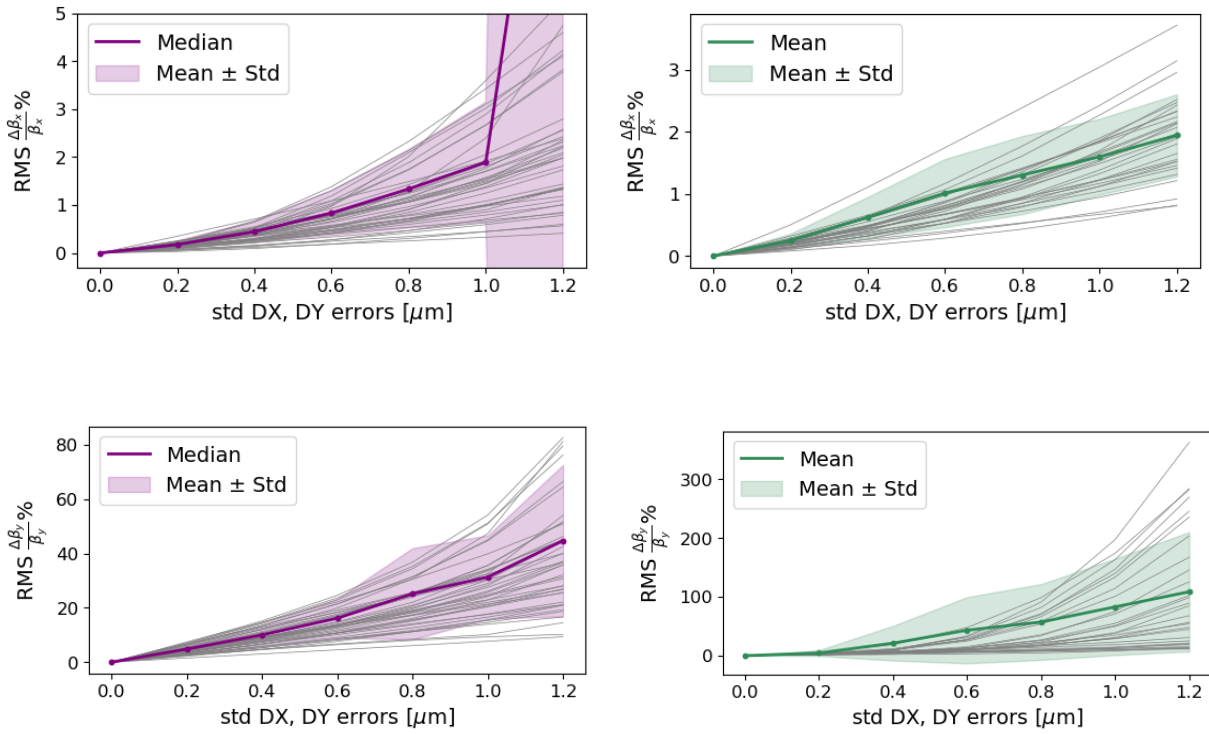 5
4
3
2
1
0
RMS Δβx/βx %
Median
Mean ± Std
0.0 0.2 0.4 0.6 0.8 1.0 1.2
std DX, DY errors [μm]
3
2
1
0
RMS Δβx/βx %
Mean
Mean ± Std
0.0 0.2 0.4 0.6 0.8 1.0 1.2
std DX, DY errors [μm]
80
60
40
20
0
RMS Δβy/βy %
Median
Mean ± Std
0.0 0.2 0.4 0.6 0.8 1.0 1.2
std DX, DY errors [μm]
300
200
100
0
RMS Δβy/βy %
Mean
Mean ± Std
0.0 0.2 0.4 0.6 0.8 1.0 1.2
std DX, DY errors [μm]